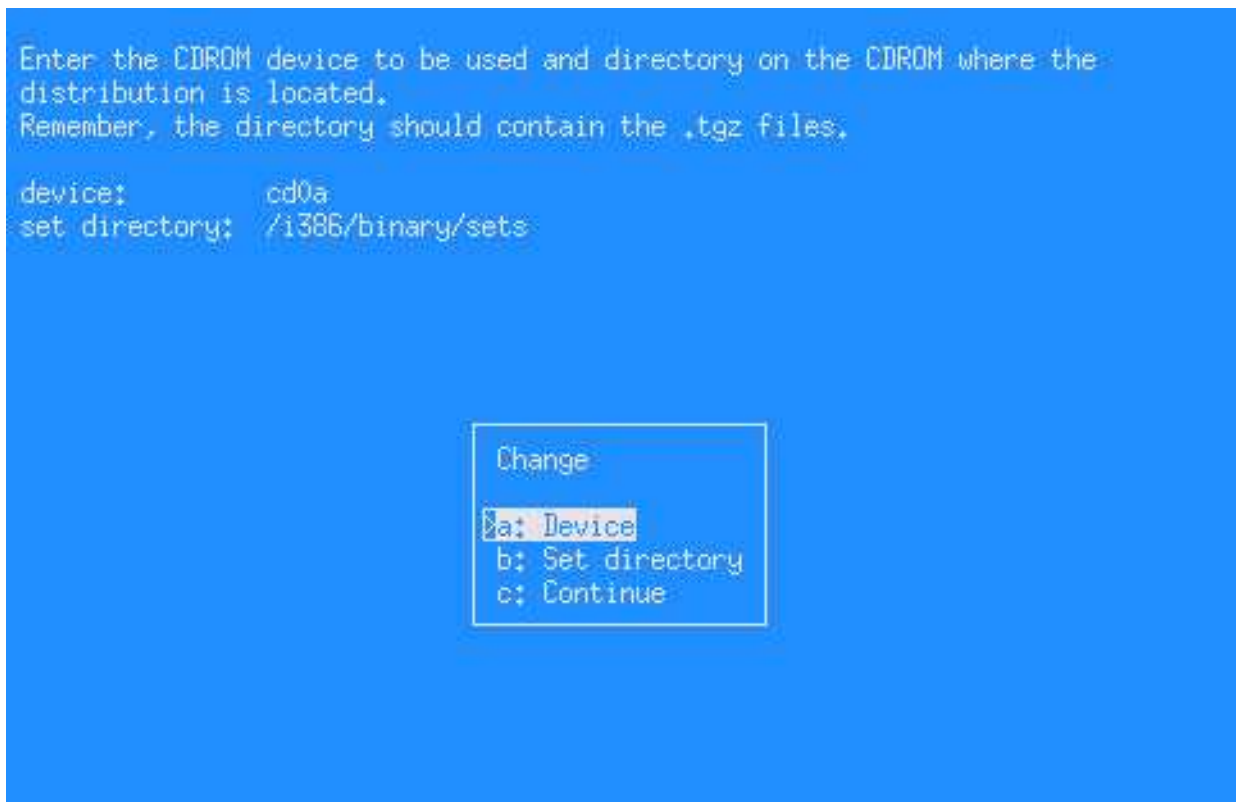 Enter the CDROM device to be used and directory on the CDROM where the
distribution is located.
Remember, the directory should contain the .tgz files.
device: cd0a
set directory: /i386/binary/sets
Change
>a: Device
b: Set directory
c: Continue